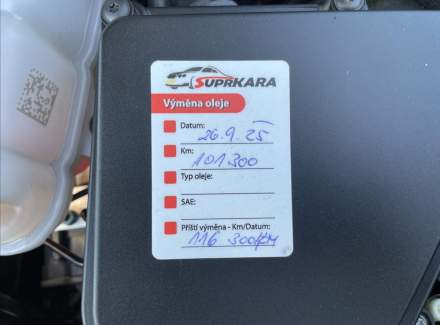 SUPRKARA
Výměna oleje
Datum:
26.9.25
Km:
101 300
Typ oleje:
SAE:
Příští výměna - Km/Datum:
116 300KM